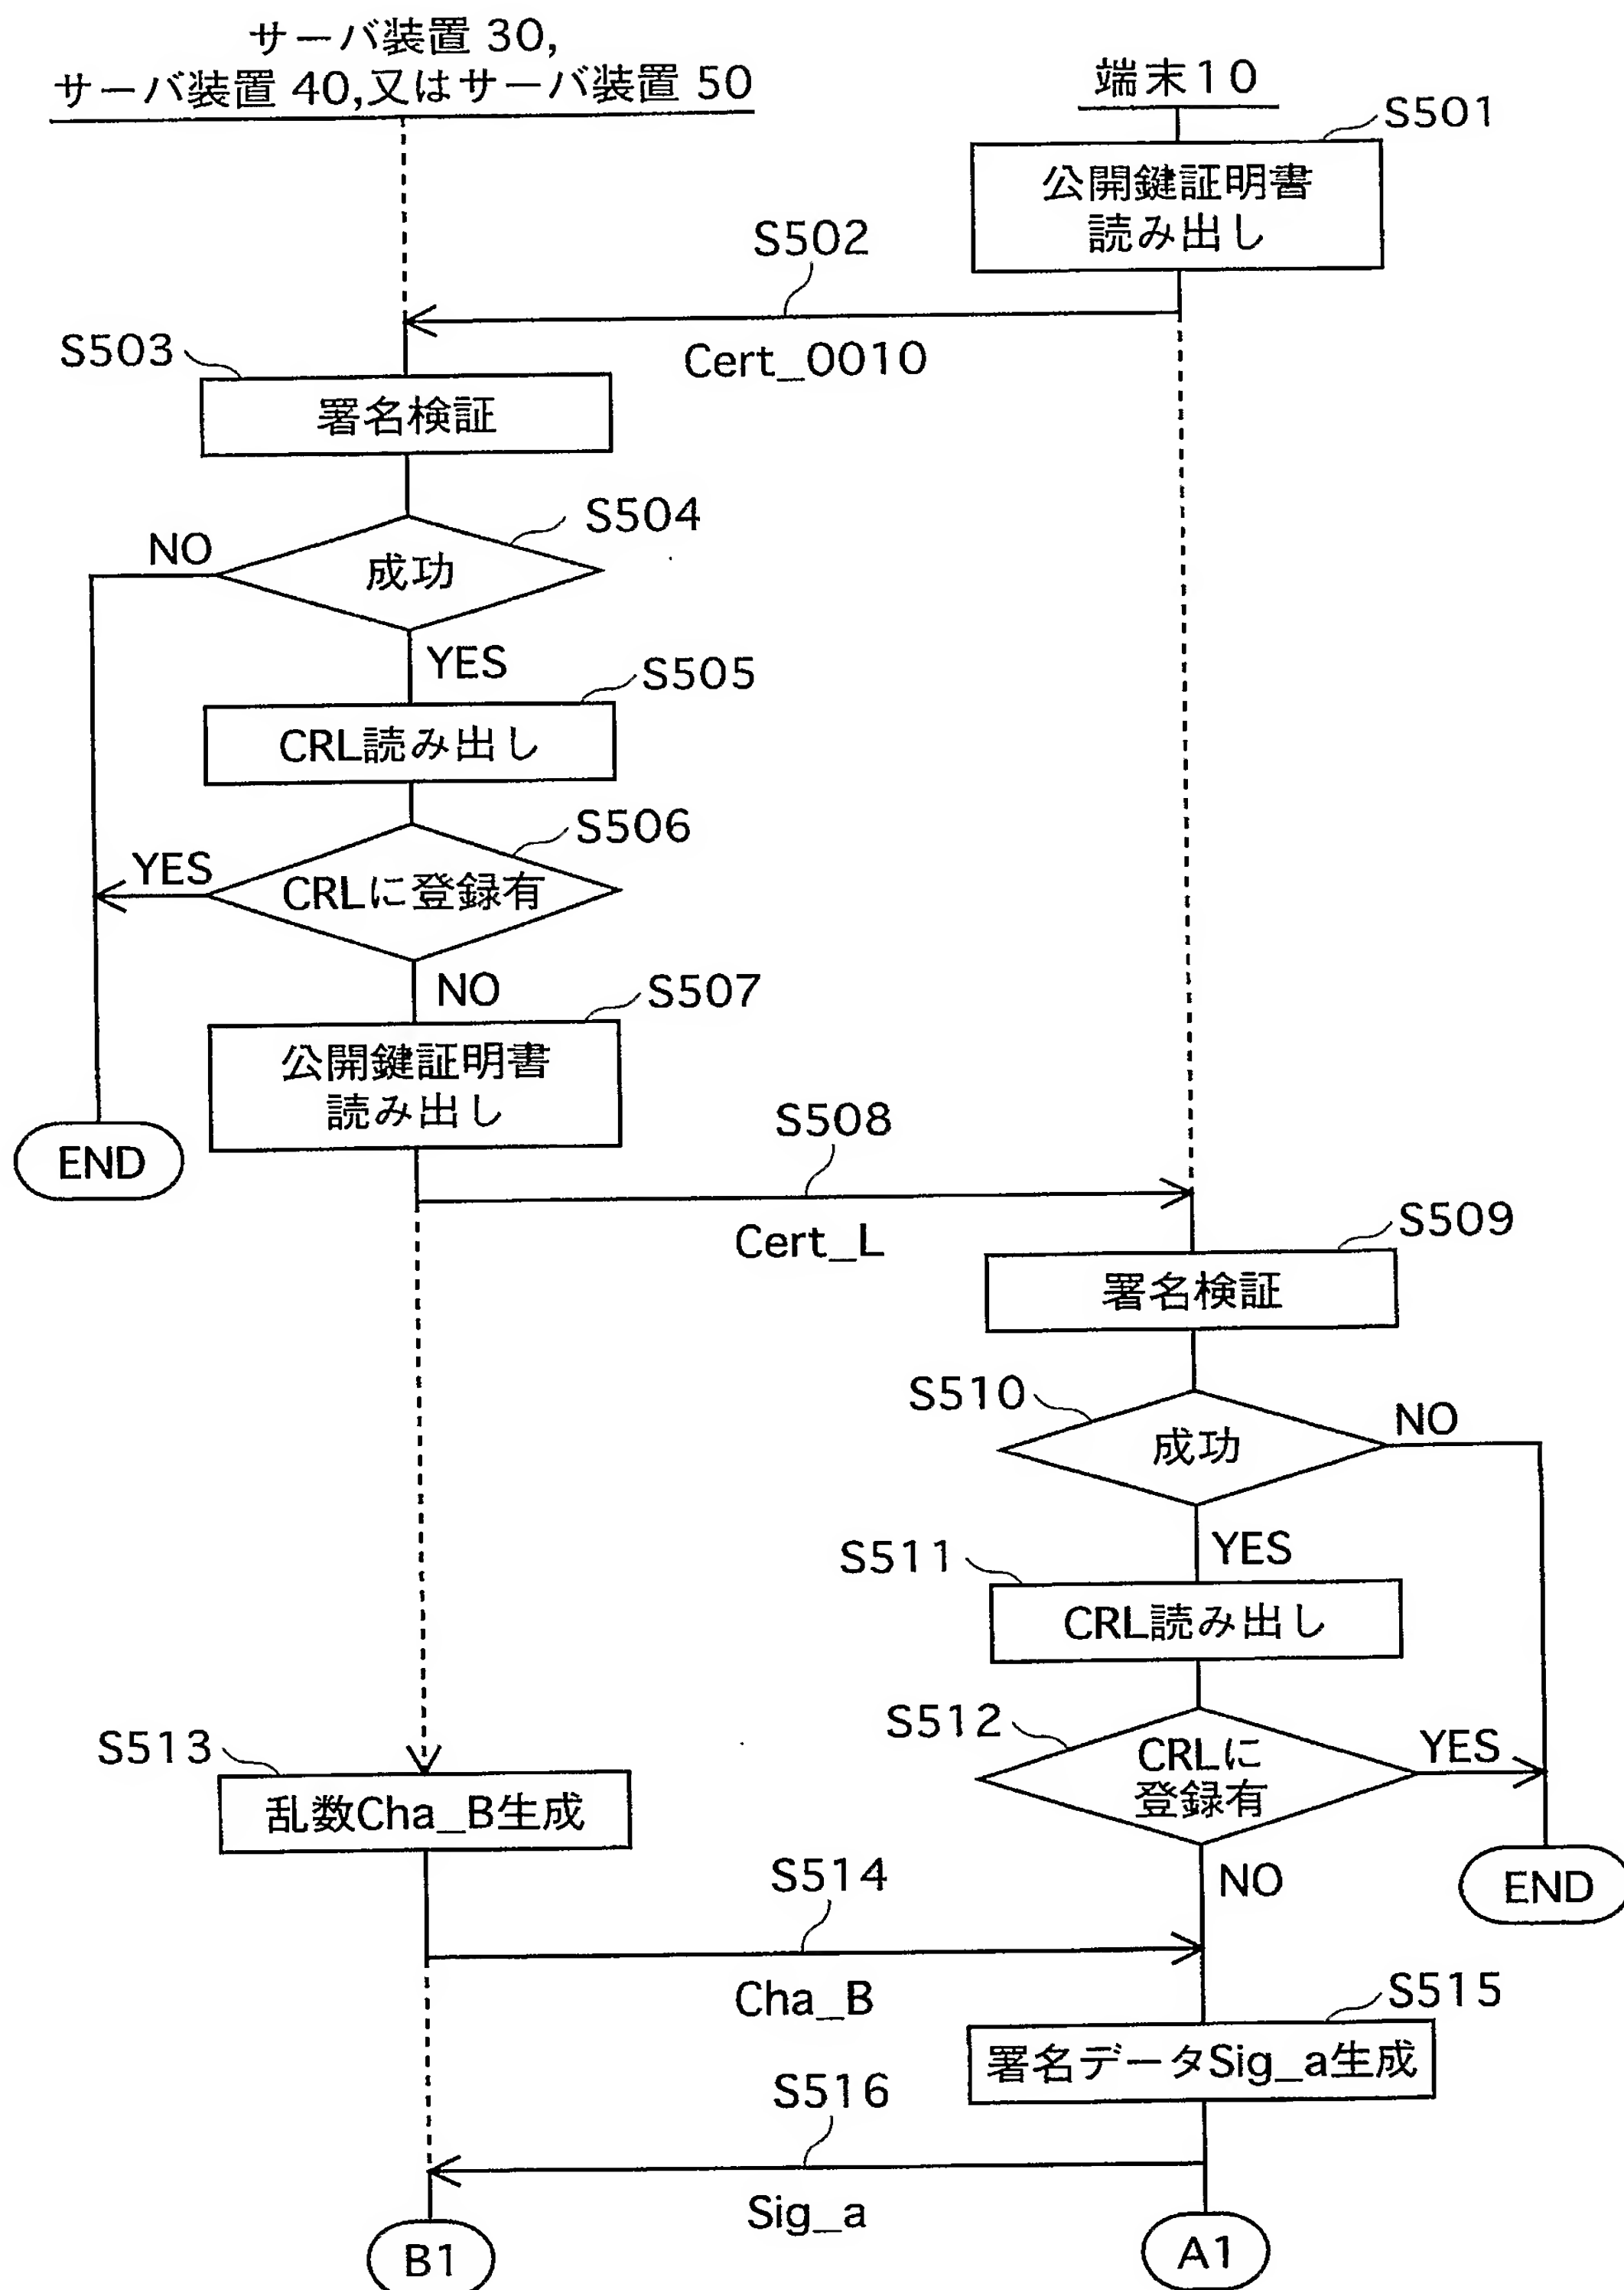 サーバ装置 30,
サーバ装置 40,又はサーバ装置 50
端末10
S501
公開鍵証明書
読み出し
S502
Cert_0010
S503
署名検証
S504
成功
NO
YES
S505
CRL読み出し
S506
CRLに登録有
YES
NO
S507
公開鍵証明書
読み出し
END
S508
Cert_L
S509
署名検証
S510
成功
NO
YES
S511
CRL読み出し
S512
CRLに
登録有
YES
NO
END
S513
乱数Cha_B生成
S514
Cha_B
S515
署名データSig_a生成
S516
Sig_a
B1
A1